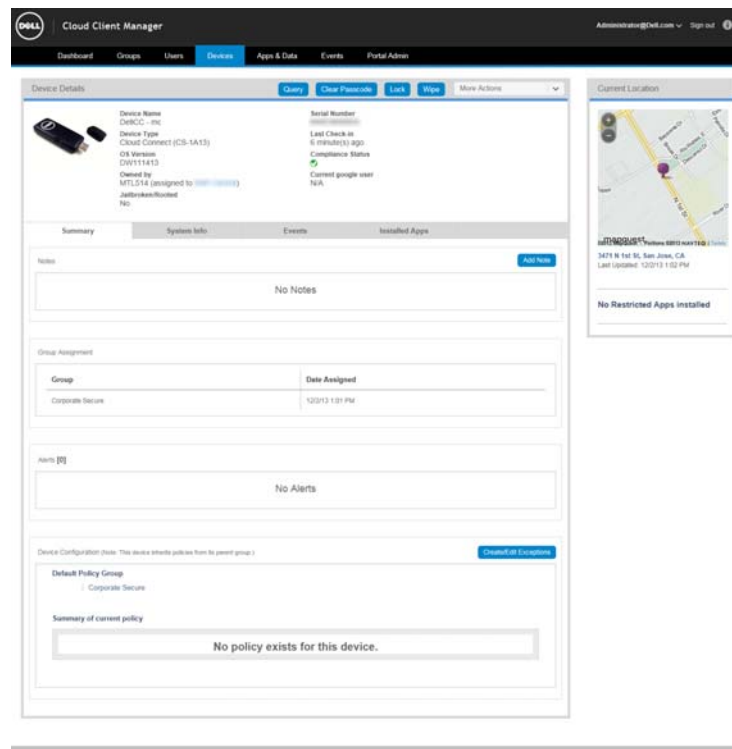 DELL
Cloud Client Manager
Administrator@Dell.com
Sign out
Dashboard Groups Users Devices Apps & Data Events Portal Admin
Device Details
Query Clear Passcode Lock Wipe More Actions
Device Name
DellCC - mc
Device Type
Cloud Connect (CS-1A13)
OS Version
DW111413
Owned by
MTL514 (assigned to
Jailbroken/Rooted
No
Serial Number
Last Check in
6 minute(s) ago
Compliance Status
Current google user
N/A
Summary System Info Events Installed Apps
Notes
Add Note
No Notes
Group Assignment
Group Date Assigned
Corporate Secure 12/2/13 1:01 PM
Alerts [0]
No Alerts
Device Configuration (Note: This device inherits policies from its parent group.)
Create/Edit Exceptions
Default Policy Group
Corporate Secure
Summary of current policy
No policy exists for this device.
Current Location
N 1st St
mapquest
3471 N 1st St, San Jose, CA
Last Updated: 12/2/13 1:02 PM
No Restricted Apps installed